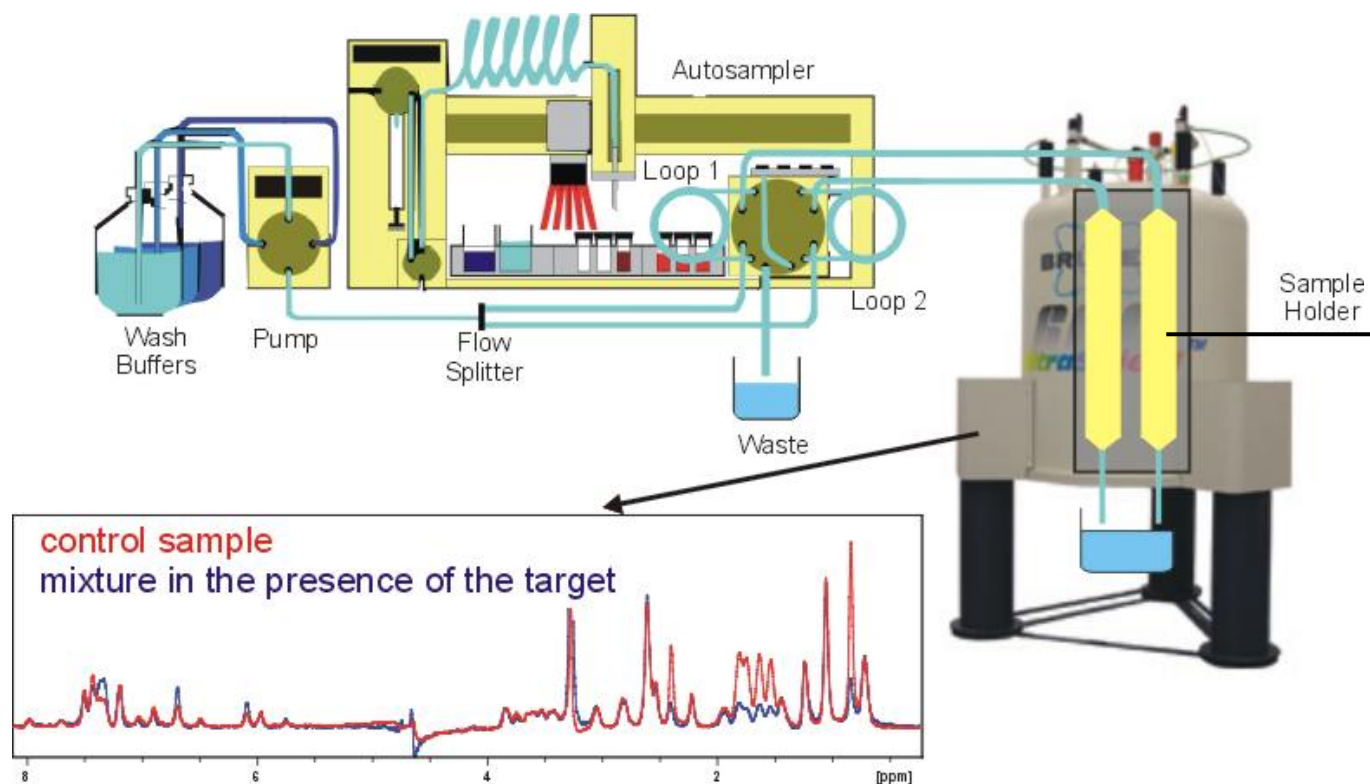 Autosampler
Loop 1
Loop 2
Wash
Buffers
Pump
Flow
Splitter
Waste
Sample
Holder
control sample
mixture in the presence of the target
8 6 4 2 [ppm]